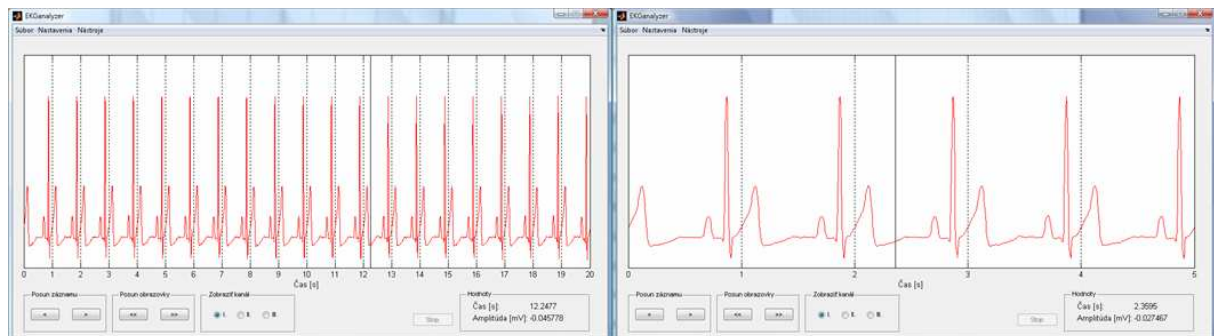 EKGanalyzer
Súbor Nastavenia Nástroje
0 1 2 3 4 5 6 7 8 9 10 11 12 13 14 15 16 17 18 19 20
Čas [s]
Posun záznamu
Posun obrazovky
Zobraziť kanál
Hodnoty
< > << >> I. II. III.
Čas [s]: 12.2477
Stop
Amplitúda [mV]: -0.045778
EKGanalyzer
Súbor Nastavenia Nástroje
0 1 2 3 4 5
Čas [s]
Posun záznamu
Posun obrazovky
Zobraziť kanál
Hodnoty
< > << >> I. II. III.
Čas [s]: 2.3595
Stop
Amplitúda [mV]: -0.027467